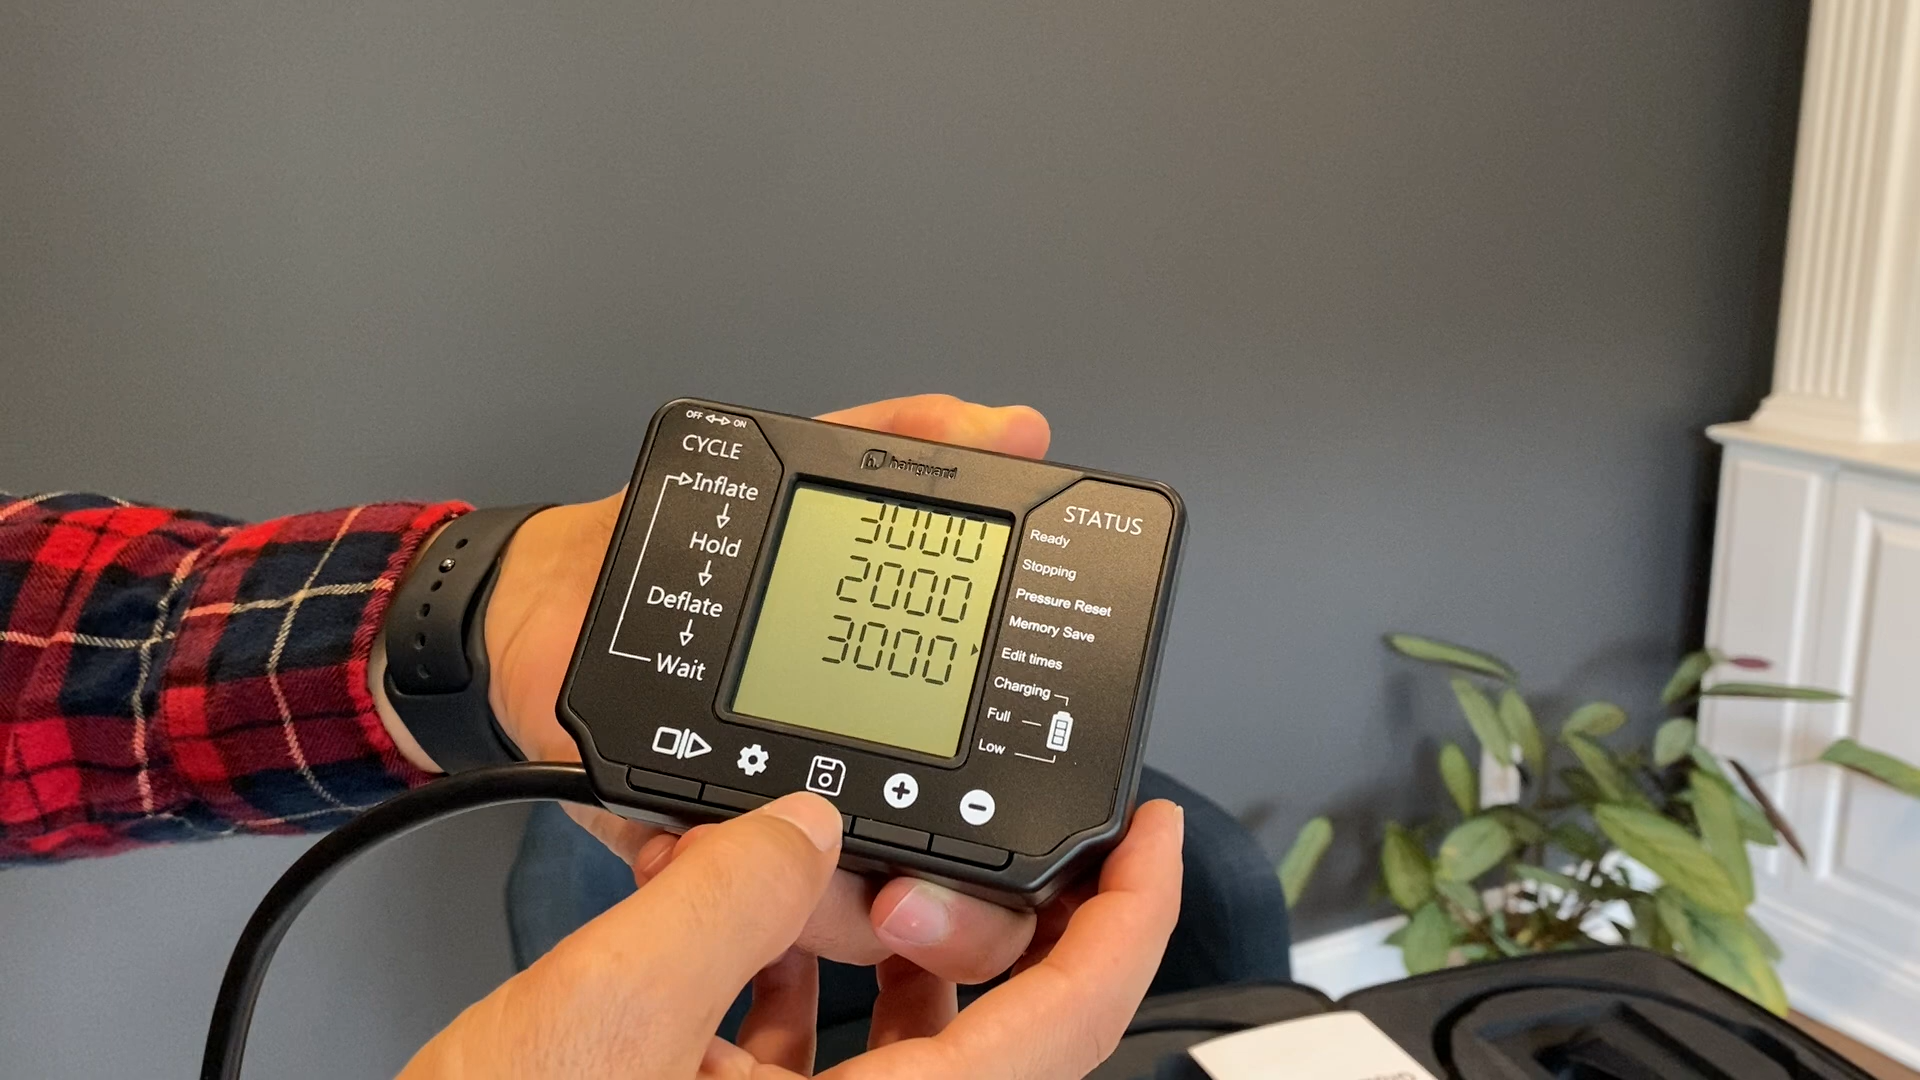 OFF ON
CYCLE
Inflate
Hold
Deflate
Wait
hairguard
3000
2000
3000
STATUS
Ready
Stopping
Pressure Reset
Memory Save
Edit times
Charging
Full
Low